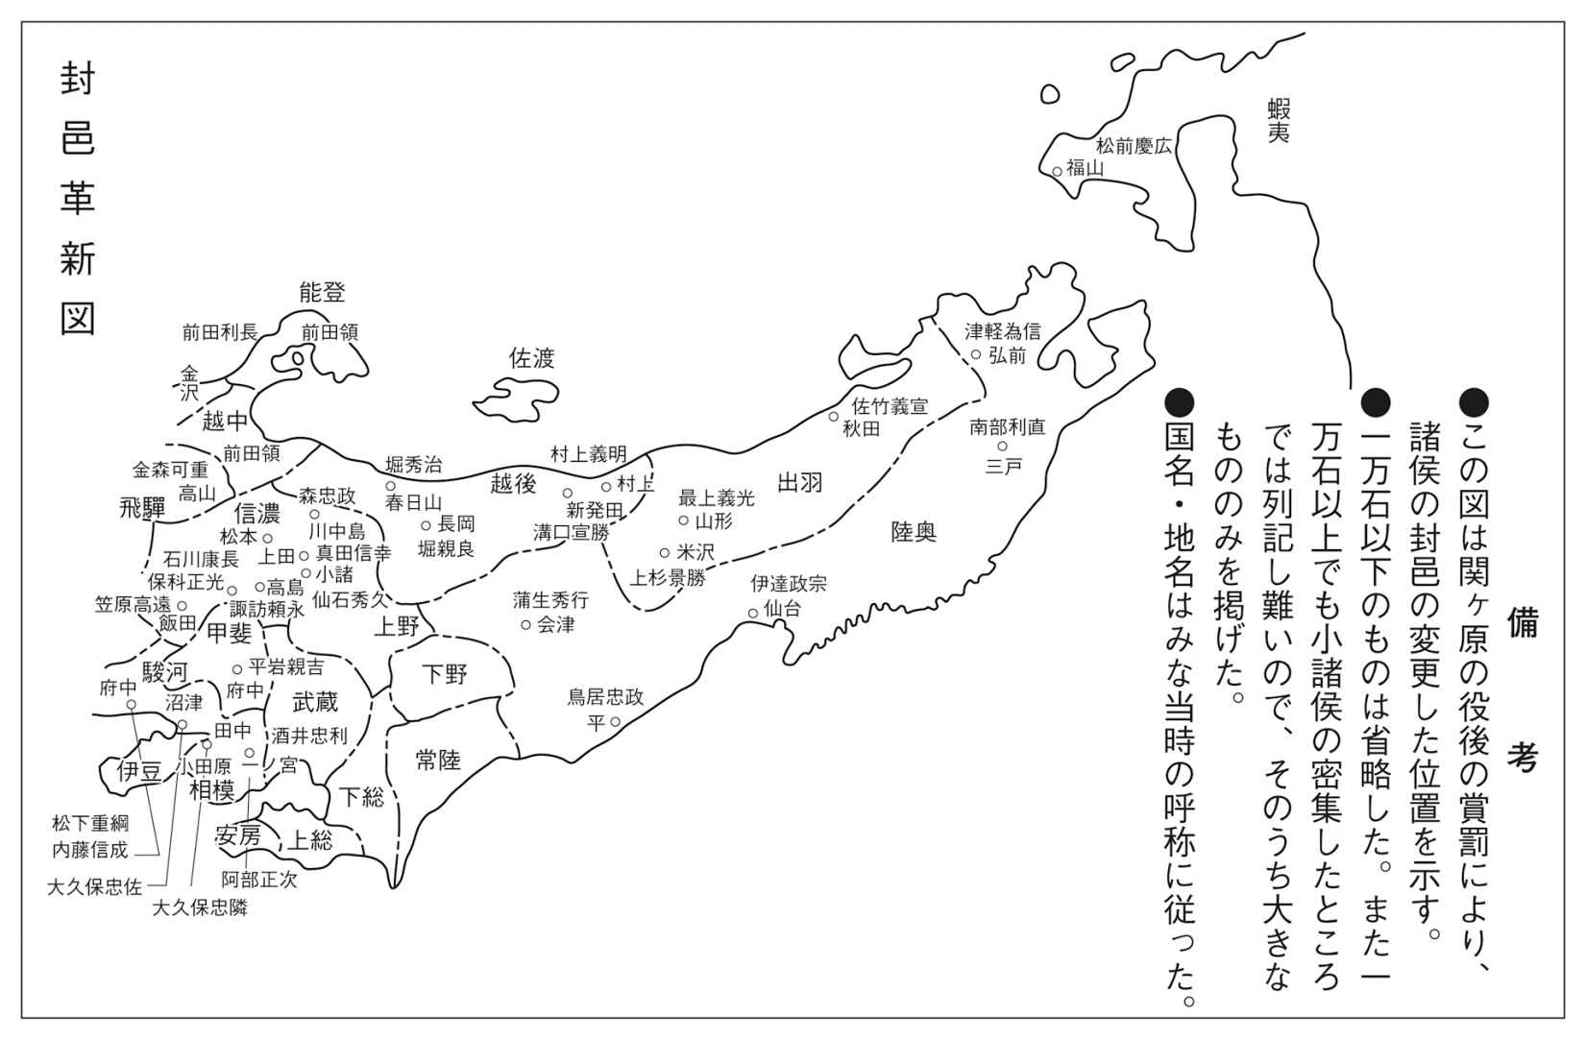 封邑革新図
備考
●この図は関ヶ原の役後の賞罰により、
諸侯の封邑の変更した位置を示す。
●一万石以下のものは省略した。また一
万石以上でも小諸侯の密集したところ
では列記し難いので、そのうち大きな
もののみを掲げた。
●国名・地名はみな当時の呼称に従った。
蝦夷
松前慶広
福山
津軽為信
弘前
南部利直
三戸
佐竹義宣
秋田
出羽
陸奥
最上義光
山形
米沢
上杉景勝
伊達政宗
仙台
蒲生秀行
会津
鳥居忠政
平
佐渡
村上義明
村上
越後
新発田
溝口宣勝
堀秀治
春日山
長岡
堀親良
能登
前田利長
前田領
金沢
越中
前田領
金森可重
高山
飛驒
信濃
森忠政
川中島
松本
石川康長
上田
真田信幸
小諸
仙石秀久
保科正光
高島
諏訪頼永
笠原高遠
飯田
甲斐
平岩親吉
府中
上野
下野
常陸
武蔵
酒井忠利
下総
上総
安房
駿河
府中
沼津
田中
伊豆
小田原
一ノ宮
相模
松下重綱
内藤信成
大久保忠佐
大久保忠隣
阿部正次